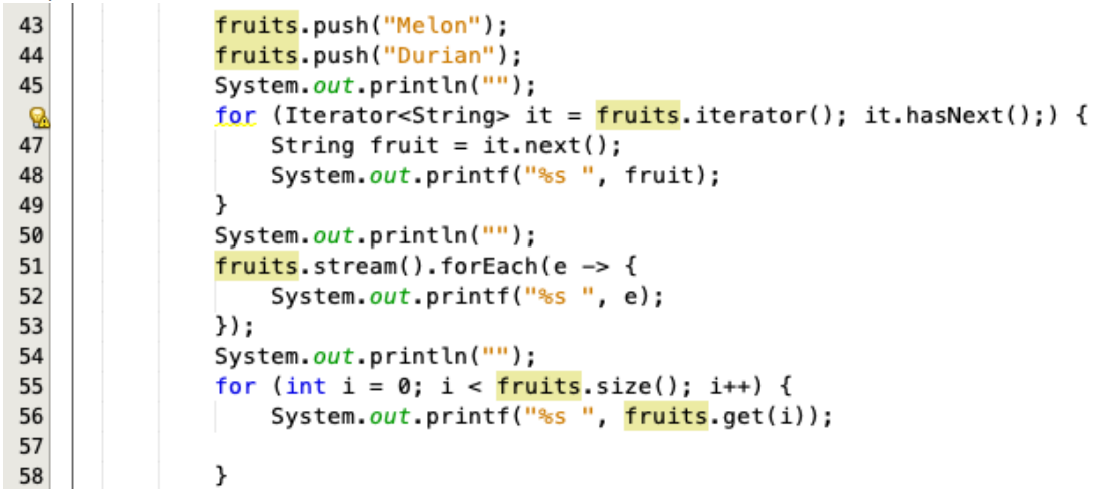 43 fruits.push("Melon");
44 fruits.push("Durian");
45 System.out.println("");
for (Iterator<String> it = fruits.iterator(); it.hasNext();) {
47 String fruit = it.next();
48 System.out.printf("%s ", fruit);
49 }
50 System.out.println("");
51 fruits.stream().forEach(e -> {
52 System.out.printf("%s ", e);
53 });
54 System.out.println("");
55 for (int i = 0; i < fruits.size(); i++) {
56 System.out.printf("%s ", fruits.get(i));
57
58 }